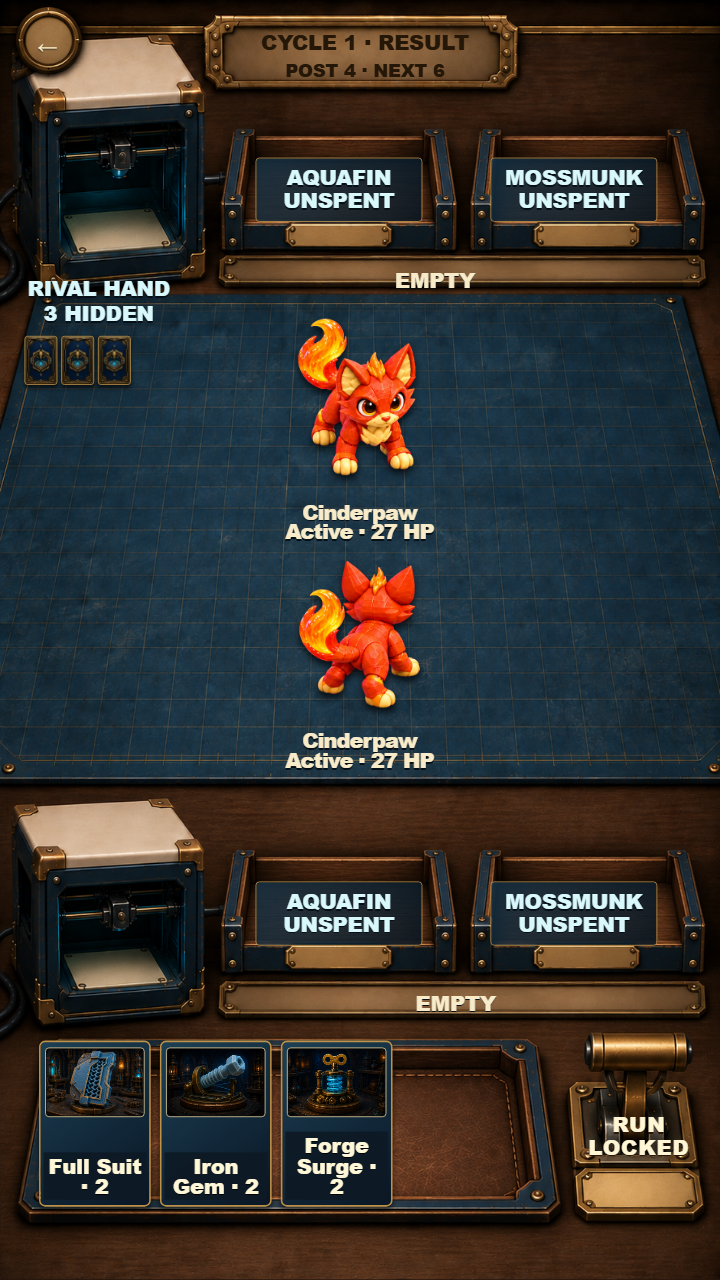 ←
CYCLE 1 · RESULT
POST 4 · NEXT 6
AQUAFIN
UNSPENT
MOSSMUNK
UNSPENT
EMPTY
RIVAL HAND
3 HIDDEN
Cinderpaw
Active · 27 HP
Cinderpaw
Active · 27 HP
AQUAFIN
UNSPENT
MOSSMUNK
UNSPENT
EMPTY
Full Suit
· 2
Iron
Gem · 2
Forge
Surge ·
2
RUN
LOCKED